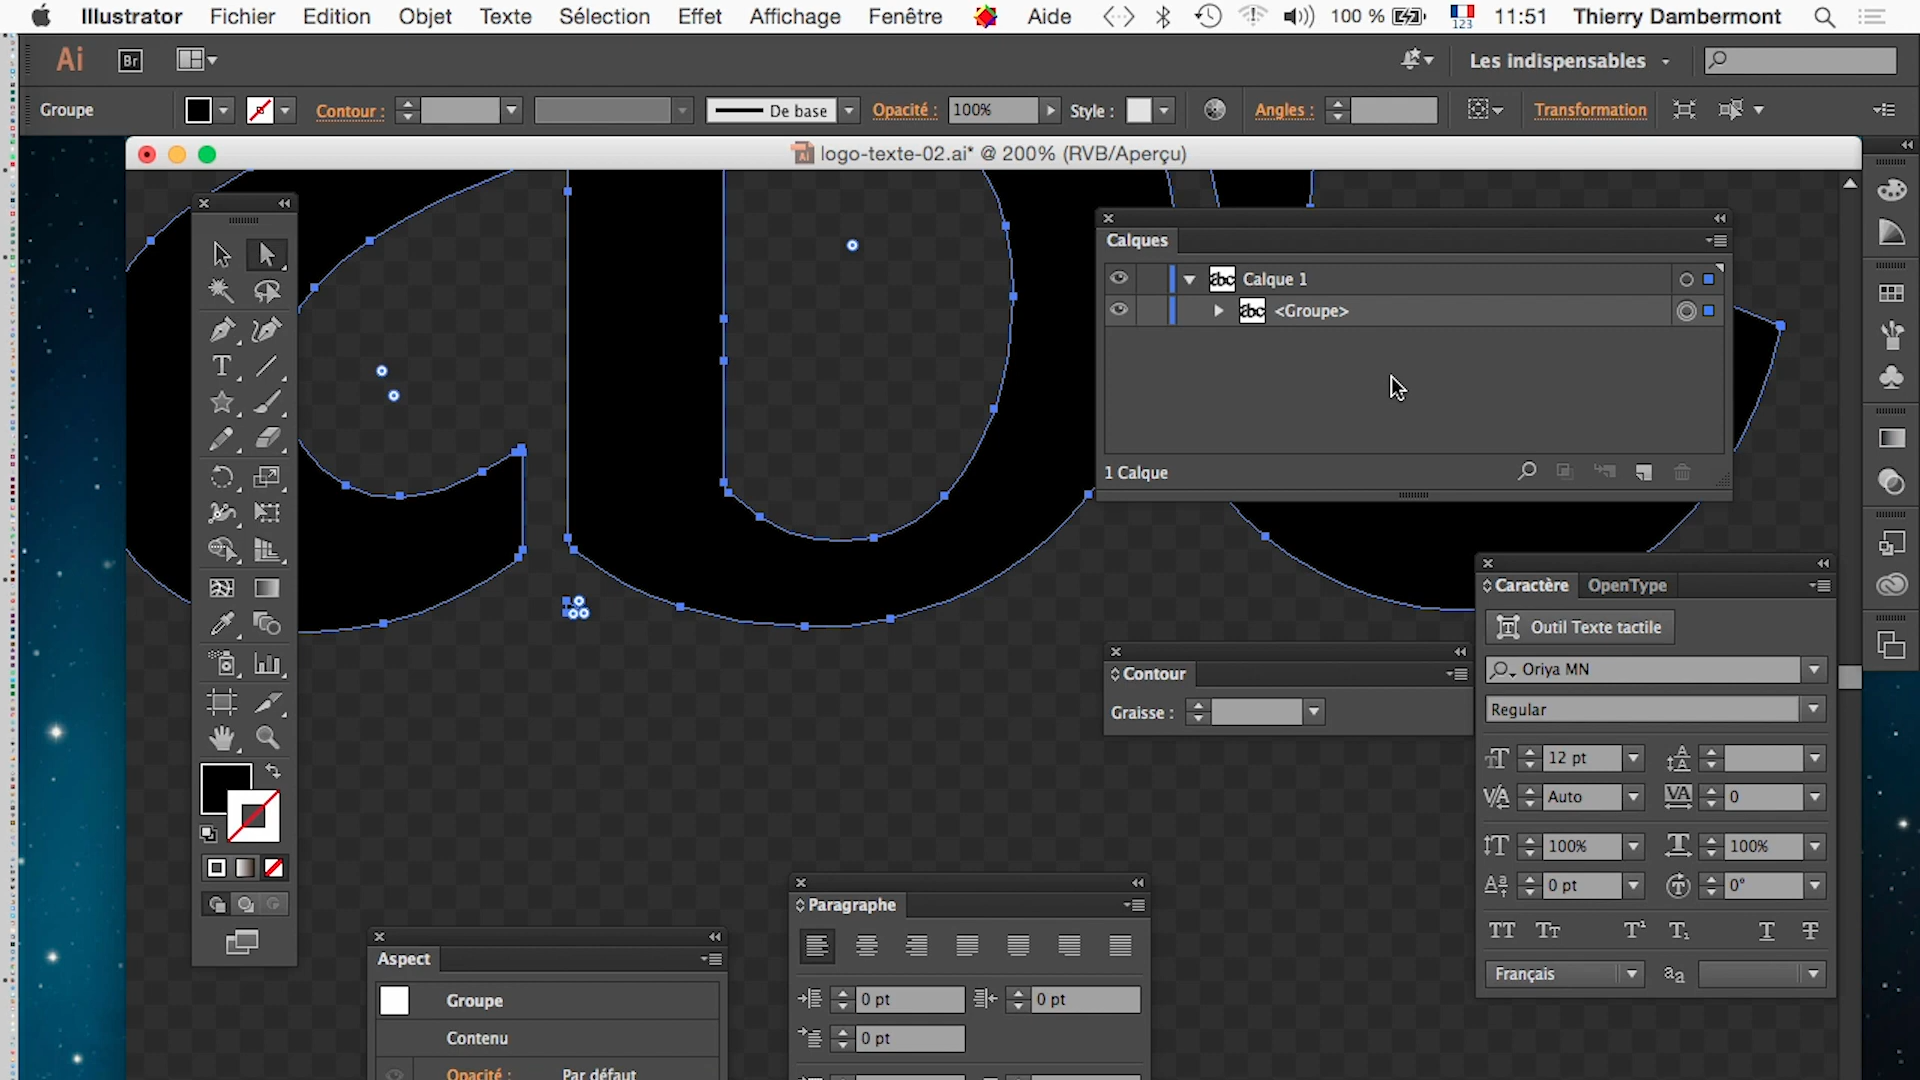 Illustrator Fichier Edition Objet Texte Sélection Effet Affichage Fenêtre Aide 100 % 123 11:51 Thierry Dambermont
Ai Br Les indispensables
Groupe Contour : De base Opacité : 100% Style : Angles : Transformation
logo-texte-02.ai* @ 200% (RVB/Aperçu)
Calques
abc Calque 1
abc <Groupe>
1 Calque
Caractère OpenType
Outil Texte tactile
Oriya MN
Regular
12 pt
Auto 0
100% 100%
0 pt 0°
Français
Contour
Graisse :
Paragraphe
0 pt 0 pt
0 pt
Aspect
Groupe
Contenu
Opacité : Par défaut